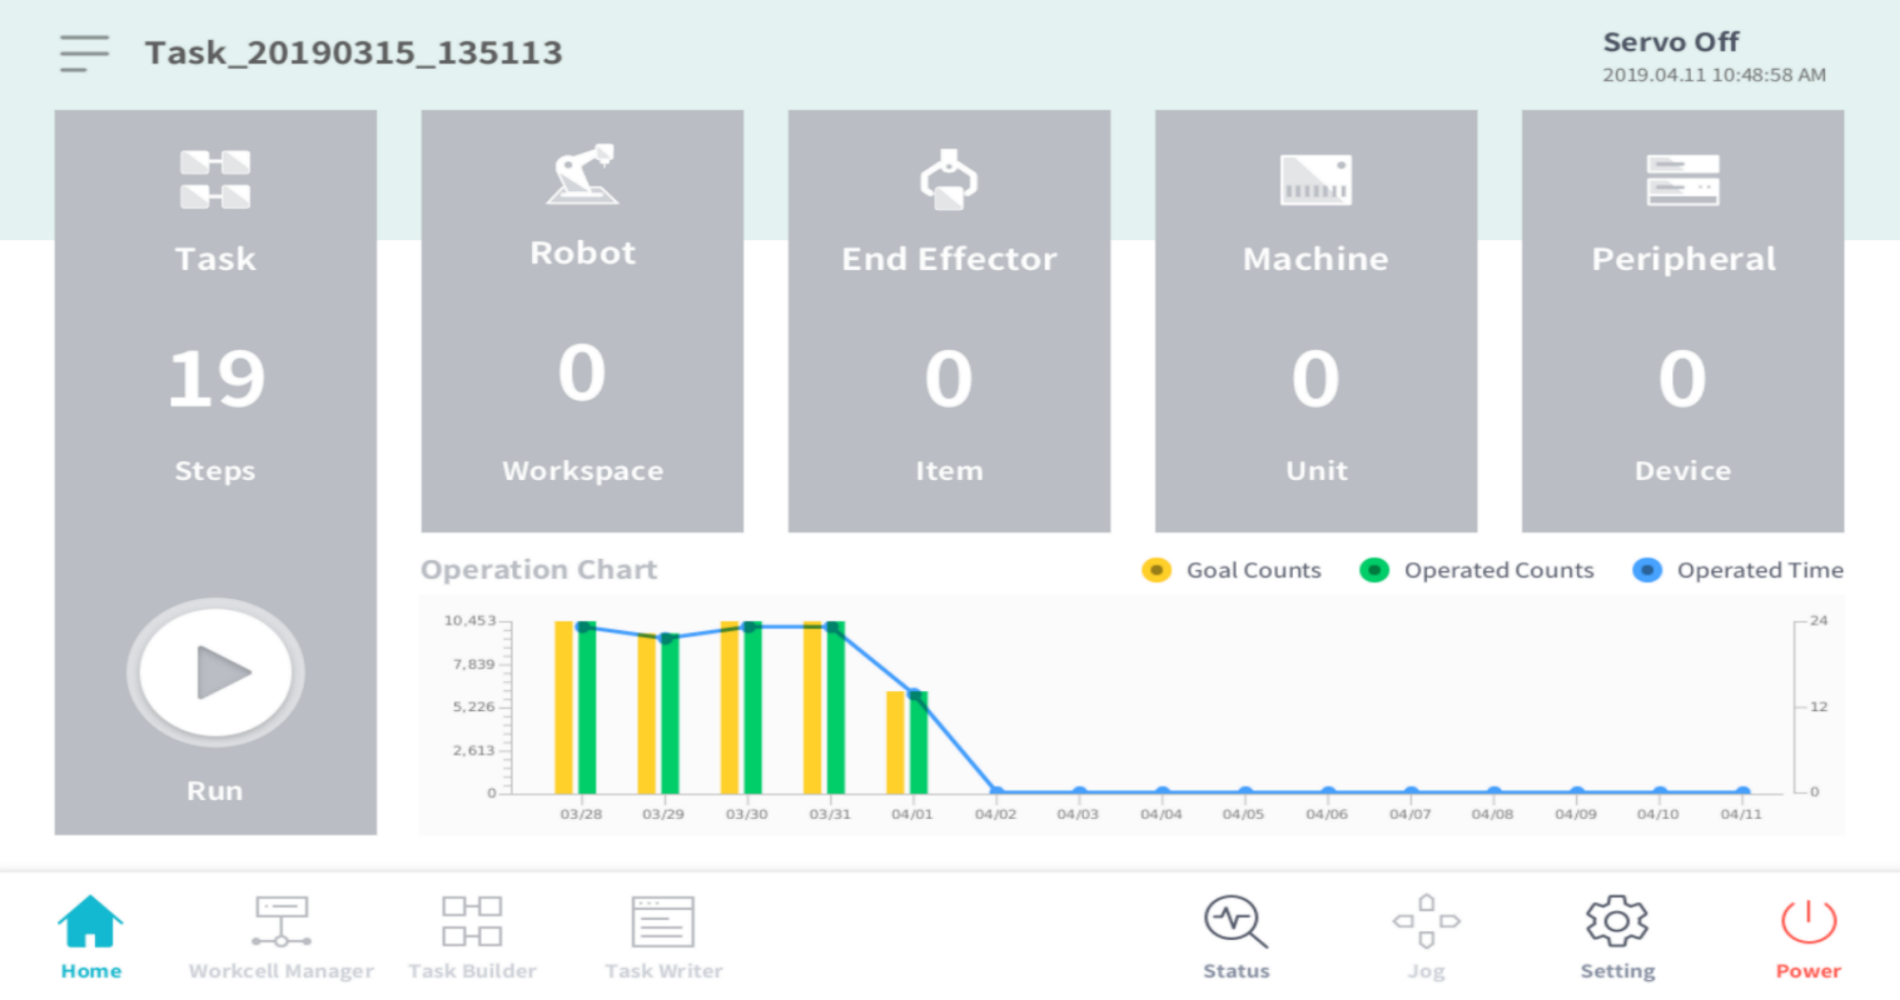 Task_20190315_135113
Servo Off
2019.04.11 10:48:58 AM
Task
19
Steps
Run
Robot
0
Workspace
End Effector
0
Item
Machine
0
Unit
Peripheral
0
Device
Operation Chart
Goal Counts
Operated Counts
Operated Time
10,453
7,839
5,226
2,613
0
24
12
0
03/28 03/29 03/30 03/31 04/01 04/02 04/03 04/04 04/05 04/06 04/07 04/08 04/09 04/10 04/11
Home
Workcell Manager
Task Builder
Task Writer
Status
Jog
Setting
Power